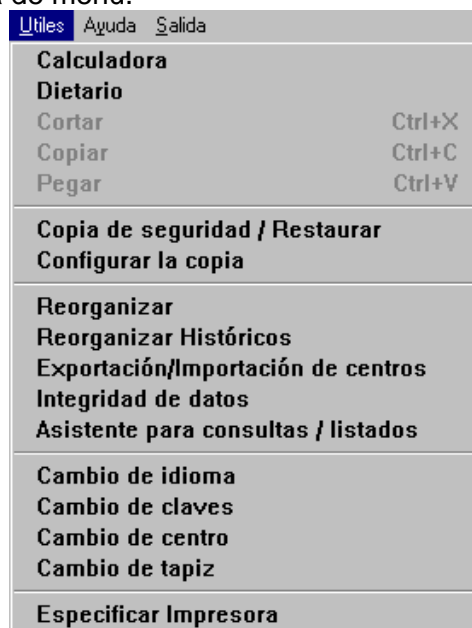 de menú.
Utiles Ayuda Salida
Calculadora
Dietario
Cortar Ctrl+X
Copiar Ctrl+C
Pegar Ctrl+V
Copia de seguridad / Restaurar
Configurar la copia
Reorganizar
Reorganizar Históricos
Exportación/Importación de centros
Integridad de datos
Asistente para consultas / listados
Cambio de idioma
Cambio de claves
Cambio de centro
Cambio de tapiz
Especificar Impresora